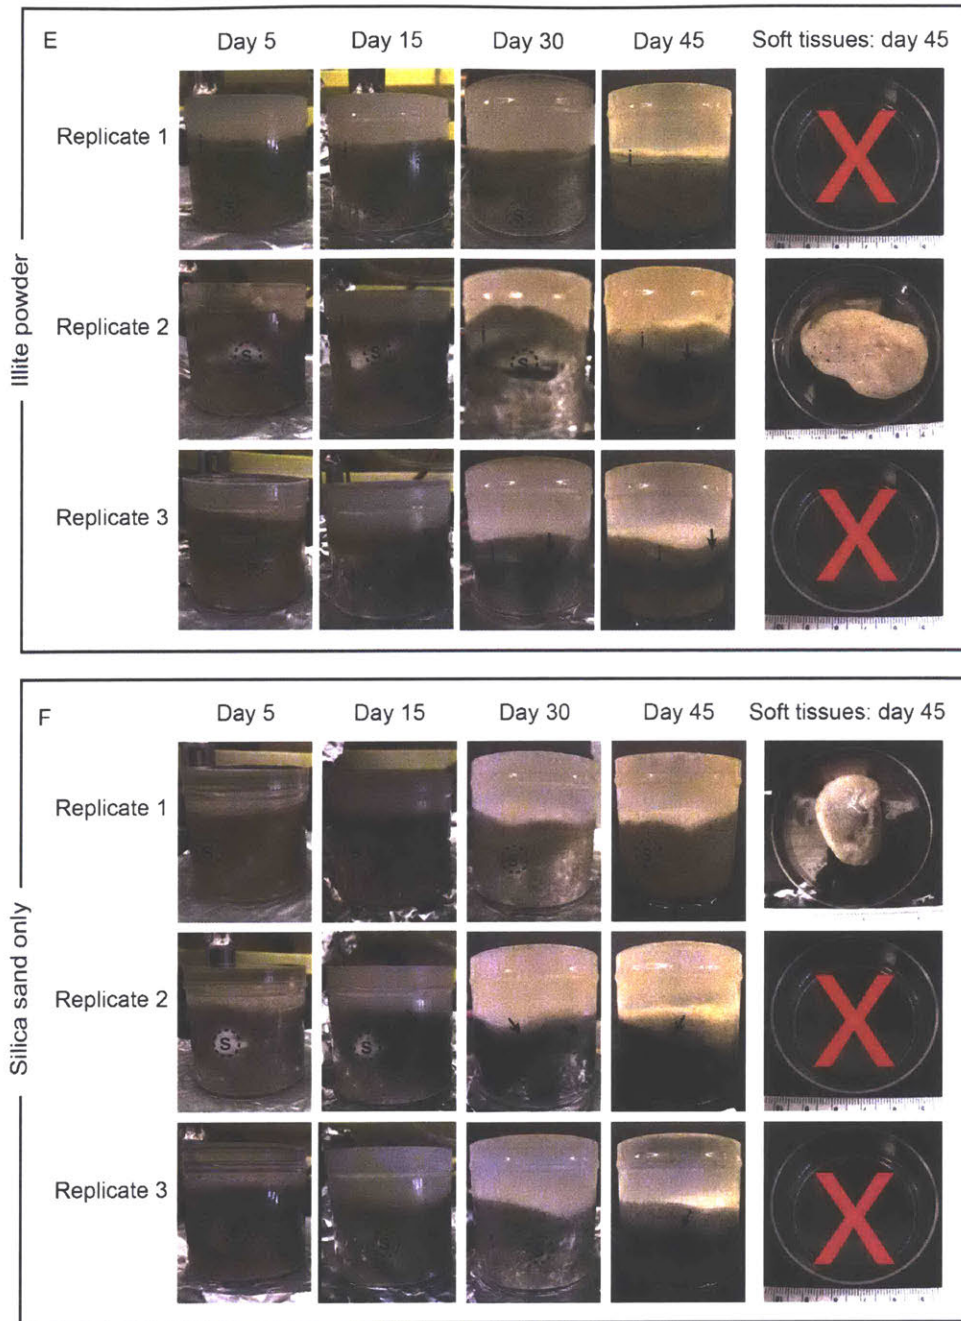 E
Day 5 Day 15 Day 30 Day 45 Soft tissues: day 45
Illite powder
Replicate 1
i
i
S
S
S
i
X
Replicate 2
S
S
i
S
i
Replicate 3
X
F
Day 5 Day 15 Day 30 Day 45 Soft tissues: day 45
Silica sand only
Replicate 1
S
S
S
Replicate 2
S
S
X
Replicate 3
X